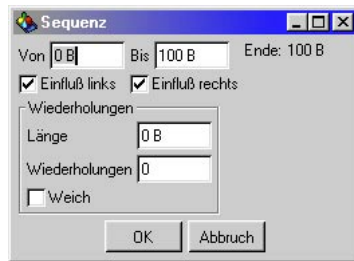 Sequenz
Von 0 B Bis 100 B Ende: 100 B
Einfluß links Einfluß rechts
Wiederholungen
Länge 0 B
Wiederholungen 0
Weich
OK Abbruch